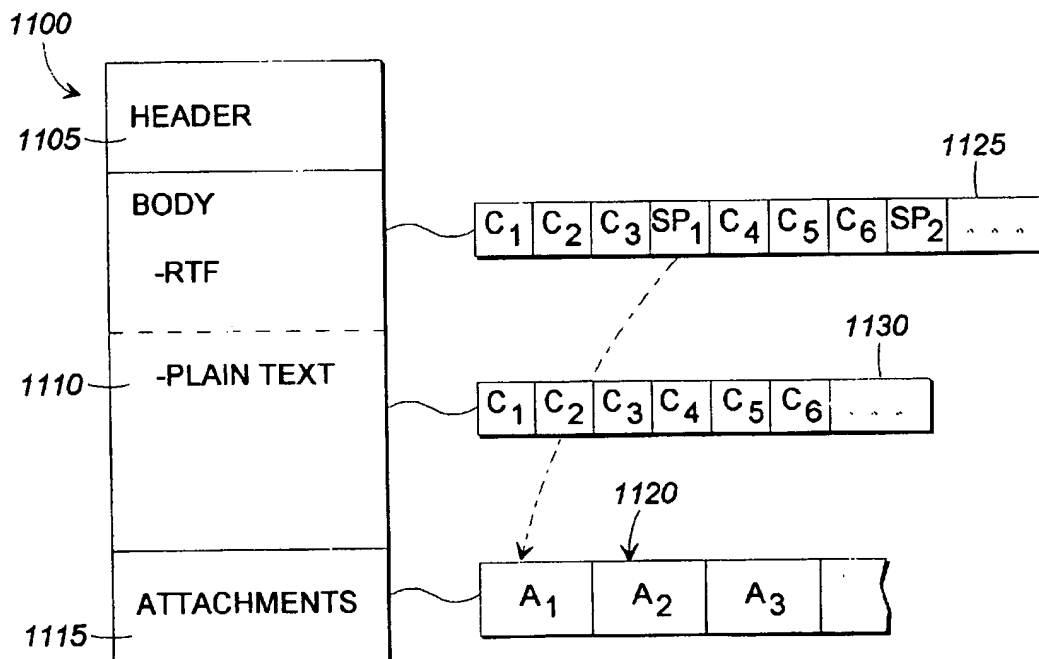 1100
HEADER
1105
BODY
-RTF
1125
C1 C2 C3 SP1 C4 C5 C6 SP2 . . .
1130
1110
-PLAIN TEXT
C1 C2 C3 C4 C5 C6 . . .
1120
ATTACHMENTS
A1 A2 A3
1115